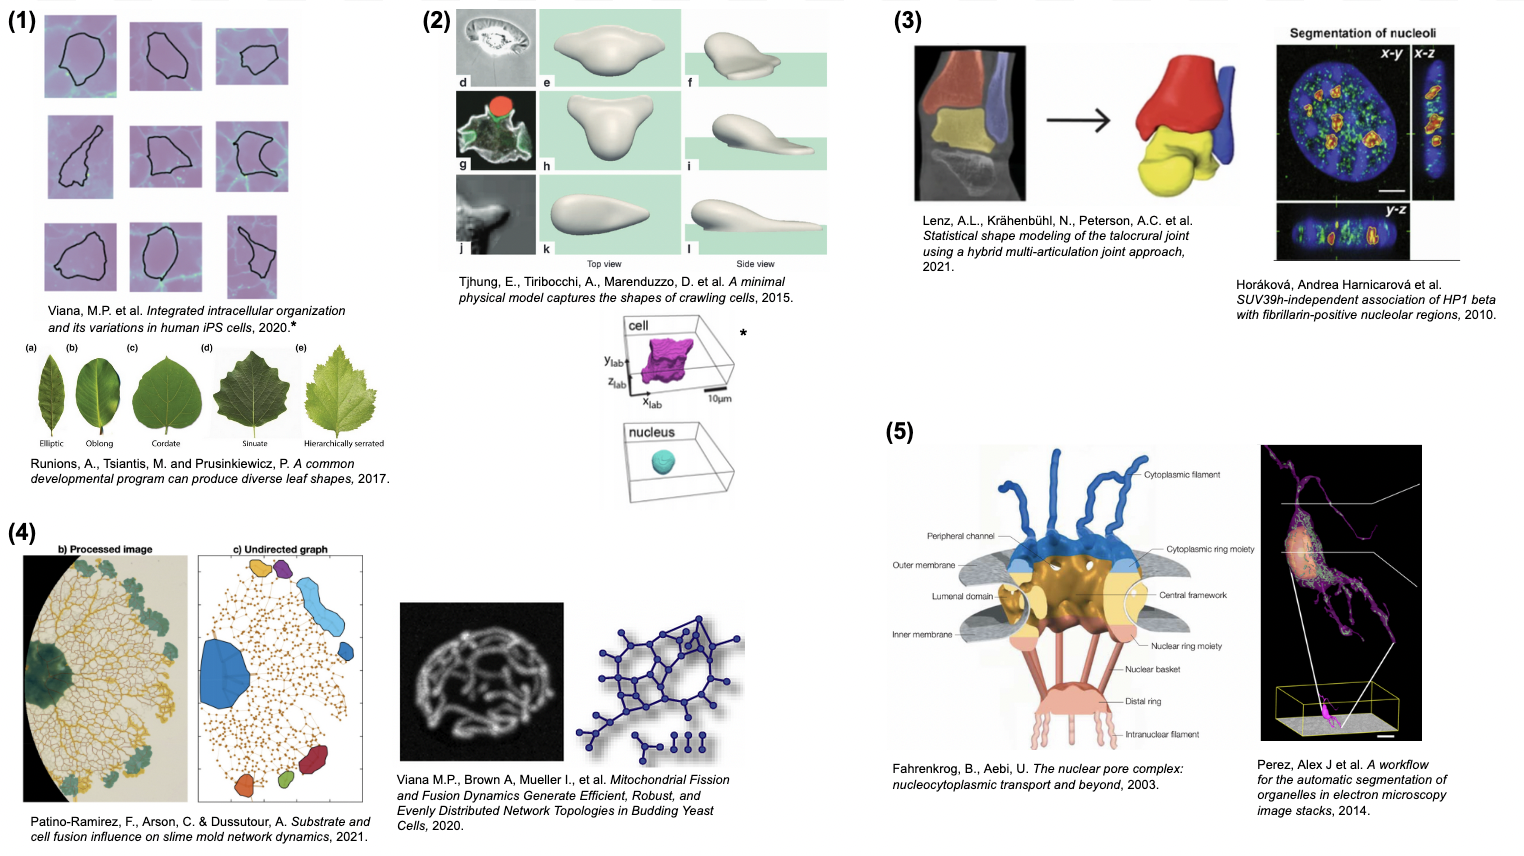 (1)
Viana, M.P. et al. Integrated intracellular organization
and its variations in human iPS cells, 2020.*
(a) (b) (c) (d) (e)
Elliptic Oblong Cordate Sinuate Hierarchically serrated
Runions, A., Tsiantis, M. and Prusinkiewicz, P. A common
developmental program can produce diverse leaf shapes, 2017.
(2)
d e f
g h i
j k l
Top view Side view
Tjhung, E., Tiribocchi, A., Marenduzzo, D. et al. A minimal
physical model captures the shapes of crawling cells, 2015.
cell
*
ylab
zlab
xlab
10μm
nucleus
(3)
Lenz, A.L., Krähenbühl, N., Peterson, A.C. et al.
Statistical shape modeling of the talocrural joint
using a hybrid multi-articulation joint approach,
2021.
Segmentation of nucleoli
x-y x-z
y-z
Horáková, Andrea Harnicarová et al.
SUV39h-independent association of HP1 beta
with fibrillarin-positive nucleolar regions, 2010.
(4)
b) Processed image c) Undirected graph
Patino-Ramirez, F., Arson, C. & Dussutour, A. Substrate and
cell fusion influence on slime mold network dynamics, 2021.
Viana M.P., Brown A, Mueller I., et al. Mitochondrial Fission
and Fusion Dynamics Generate Efficient, Robust, and
Evenly Distributed Network Topologies in Budding Yeast
Cells, 2020.
(5)
Cytoplasmic filament
Peripheral channel
Cytoplasmic ring moiety
Outer membrane
Lumenal domain
Central framework
Inner membrane
Nuclear ring moiety
Nuclear basket
Distal ring
Intranuclear filament
Fahrenkrog, B., Aebi, U. The nuclear pore complex:
nucleocytoplasmic transport and beyond, 2003.
Perez, Alex J et al. A workflow
for the automatic segmentation of
organelles in electron microscopy
image stacks, 2014.